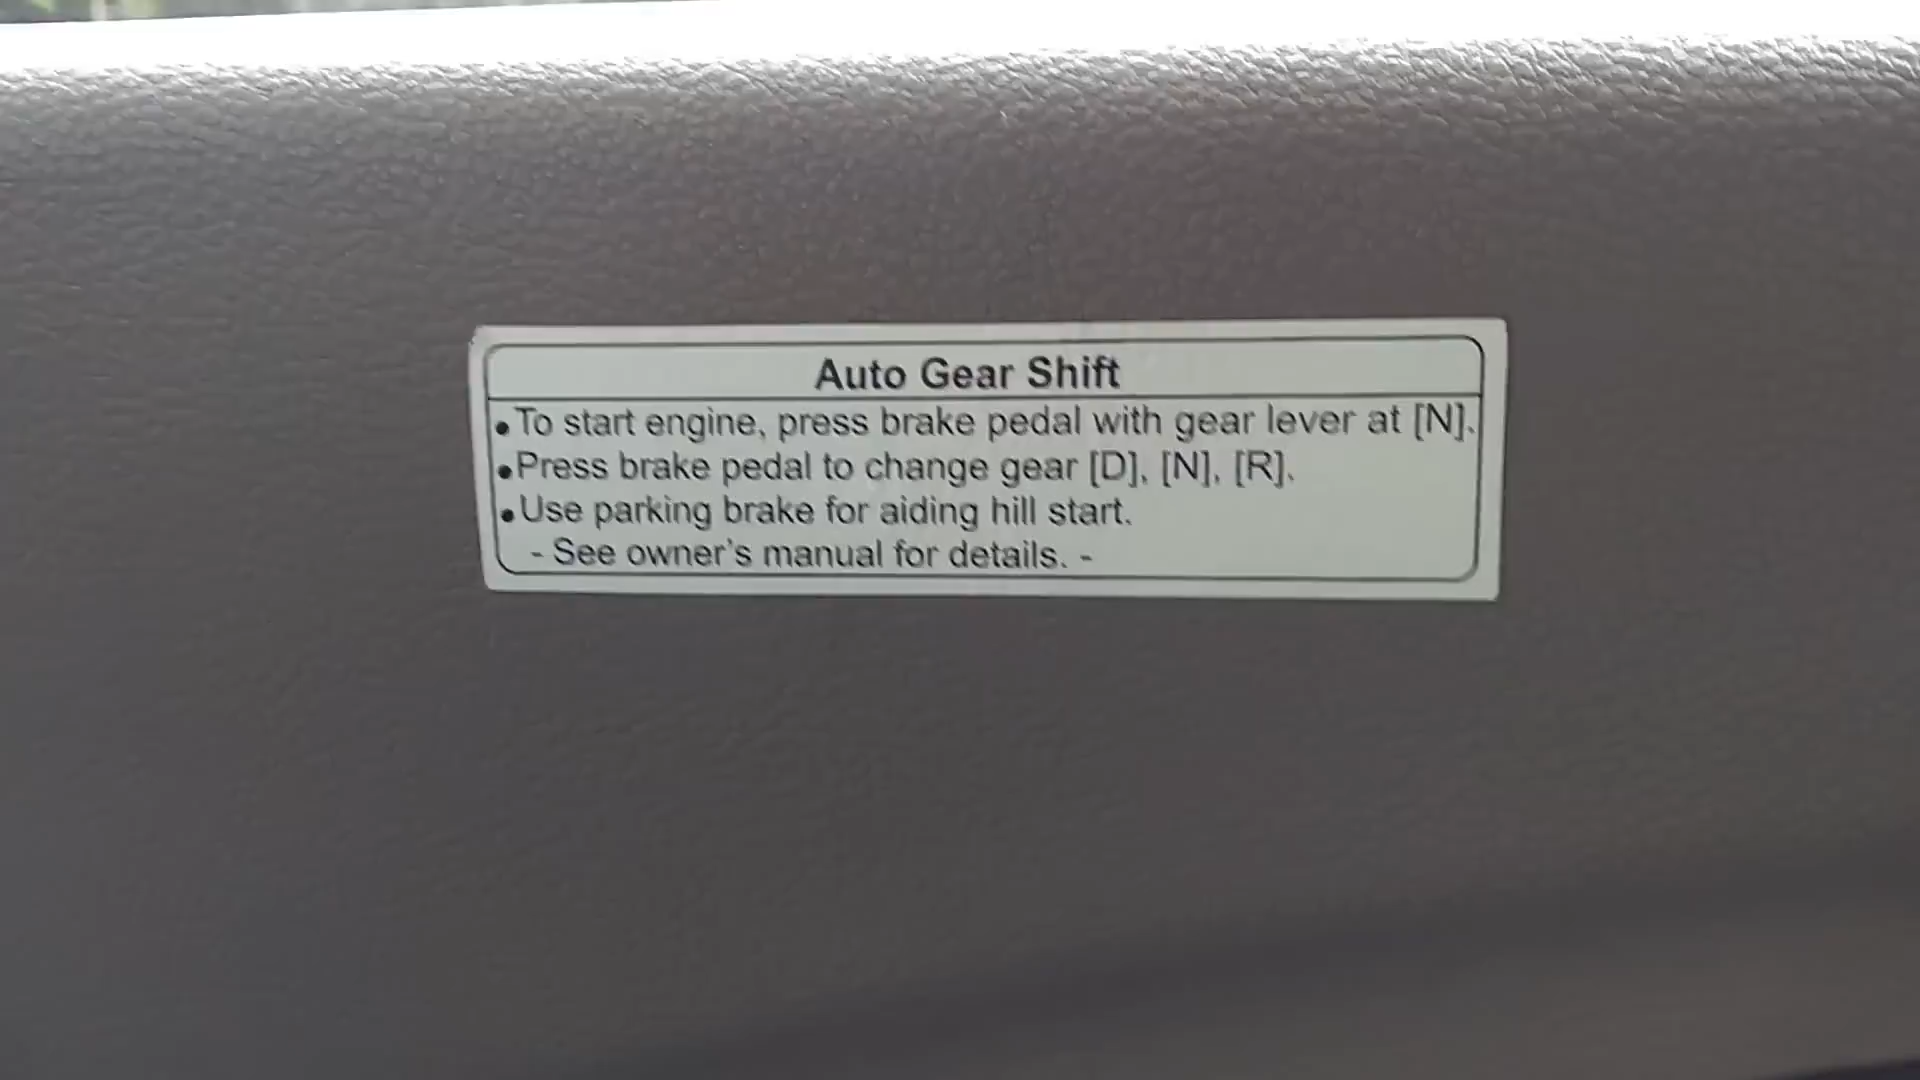 Auto Gear Shift
•To start engine, press brake pedal with gear lever at [N].
•Press brake pedal to change gear [D], [N], [R].
•Use parking brake for aiding hill start.
- See owner's manual for details. -